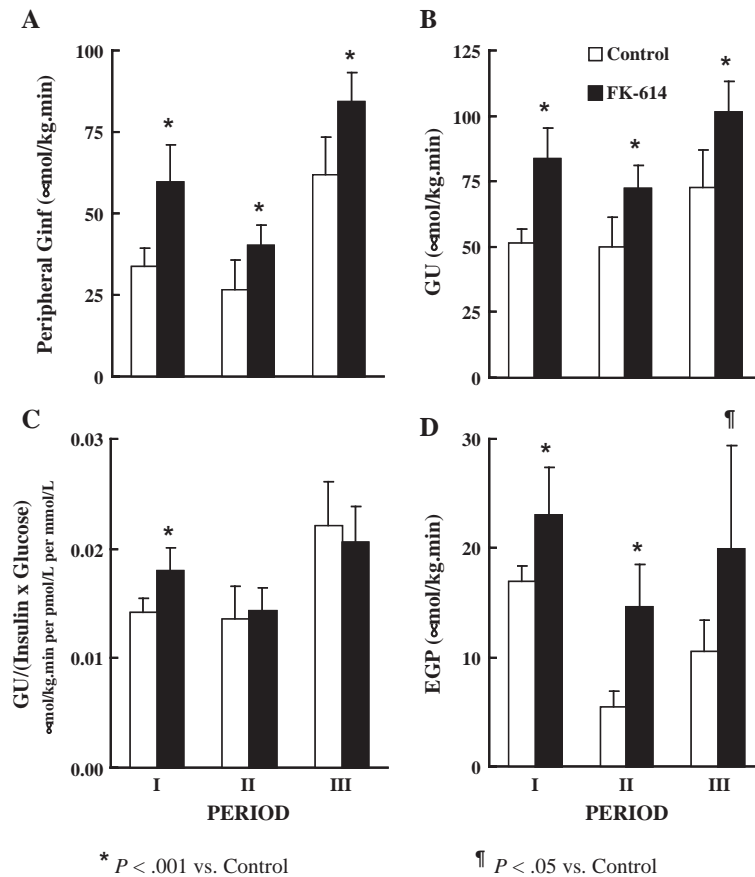 A
Peripheral Ginf (∝mol/kg.min)
100
75
50
25
0
*
*
*
B
GU (∝mol/kg.min)
125
100
75
50
25
0
Control
FK-614
*
*
*
C
GU/(Insulin x Glucose)
∝mol/kg.min per pmol/L per mmol/L
0.03
0.02
0.01
0.00
*
I II III
PERIOD
D
EGP (∝mol/kg.min)
30
20
10
0
*
*
¶
I II III
PERIOD
* P < .001 vs. Control
¶ P < .05 vs. Control